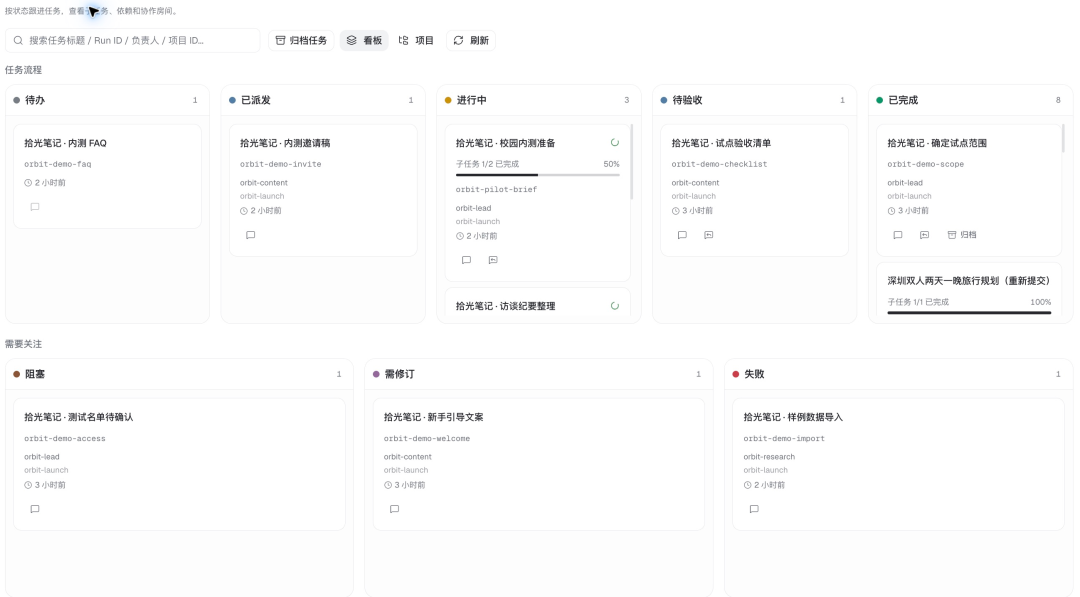 按状态跟进任务，查看子任务、依赖和协作房间。
搜索任务标题 / Run ID / 负责人 / 项目 ID...
归档任务
看板
项目
刷新
任务流程
待办 1
拾光笔记 · 内测 FAQ
orbit-demo-faq
2 小时前
已派发 1
拾光笔记 · 内测邀请稿
orbit-demo-invite
orbit-content
orbit-launch
2 小时前
进行中 3
拾光笔记 · 校园内测准备
子任务 1/2 已完成 50%
orbit-pilot-brief
orbit-lead
orbit-launch
2 小时前
拾光笔记 · 访谈纪要整理
待验收 1
拾光笔记 · 试点验收清单
orbit-demo-checklist
orbit-content
orbit-launch
3 小时前
已完成 8
拾光笔记 · 确定试点范围
orbit-demo-scope
orbit-lead
orbit-launch
3 小时前
归档
深圳双人两天一晚旅行规划（重新提交）
子任务 1/1 已完成 100%
需要关注
阻塞 1
拾光笔记 · 测试名单待确认
orbit-demo-access
orbit-lead
orbit-launch
3 小时前
需修订 1
拾光笔记 · 新手引导文案
orbit-demo-welcome
orbit-content
orbit-launch
3 小时前
失败 1
拾光笔记 · 样例数据导入
orbit-demo-import
orbit-research
orbit-launch
2 小时前